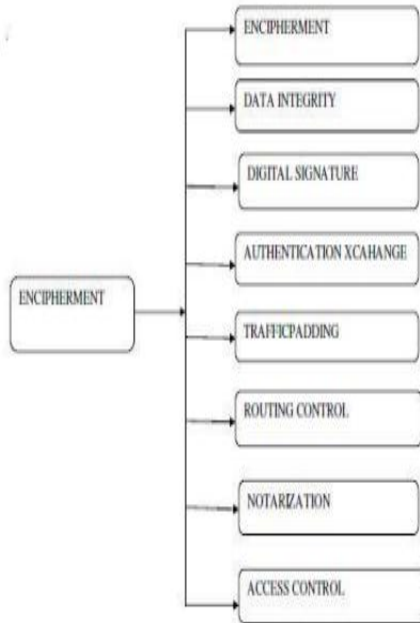 ENCIPHERMENT
DATA INTEGRITY
DIGITAL SIGNATURE
AUTHENTICATION XCAHANGE
ENCIPHERMENT
TRAFFICPADDING
ROUTING CONTROL
NOTARIZATION
ACCESS CONTROL